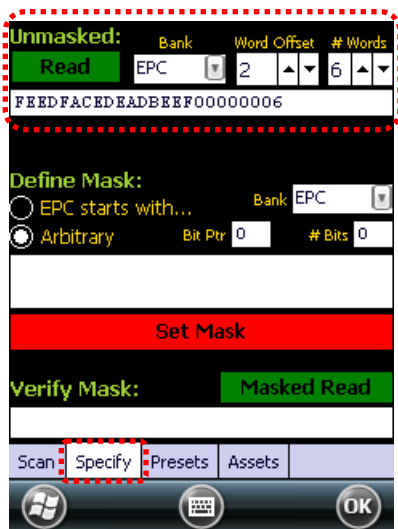 Unmasked: Bank Word Offset # Words
Read EPC 2 6
FEEDFACEDEADBEEF00000006
Define Mask:
EPC starts with... Bank EPC
Arbitrary Bit Ptr 0 # Bits 0
Set Mask
Verify Mask: Masked Read
Scan Specify Presets Assets
OK